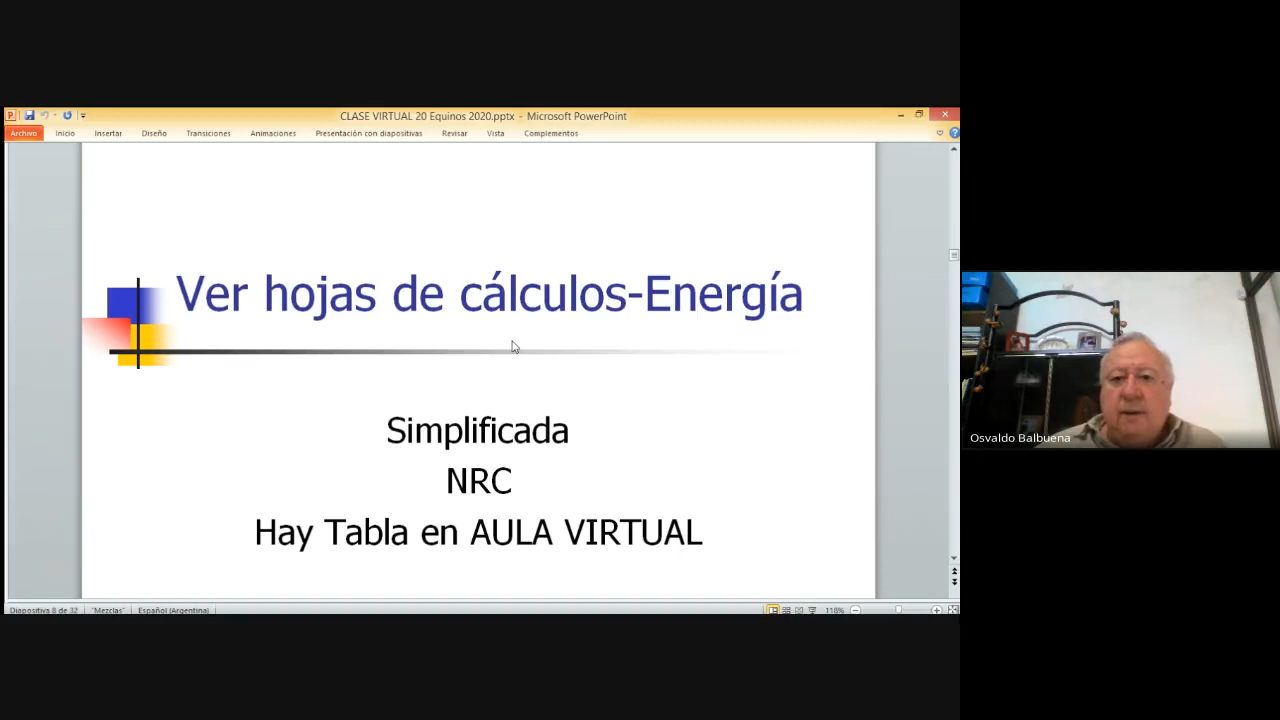 CLASE VIRTUAL 20 Equinos 2020.pptx - Microsoft PowerPoint
Archivo Inicio Insertar Diseño Transiciones Animaciones Presentación con diapositivas Revisar Vista Complementos
Ver hojas de cálculos-Energía
Simplificada
NRC
Hay Tabla en AULA VIRTUAL
Osvaldo Balbuena
Diapositiva 8 de 32 "Mezclas" Español (Argentina) 118%